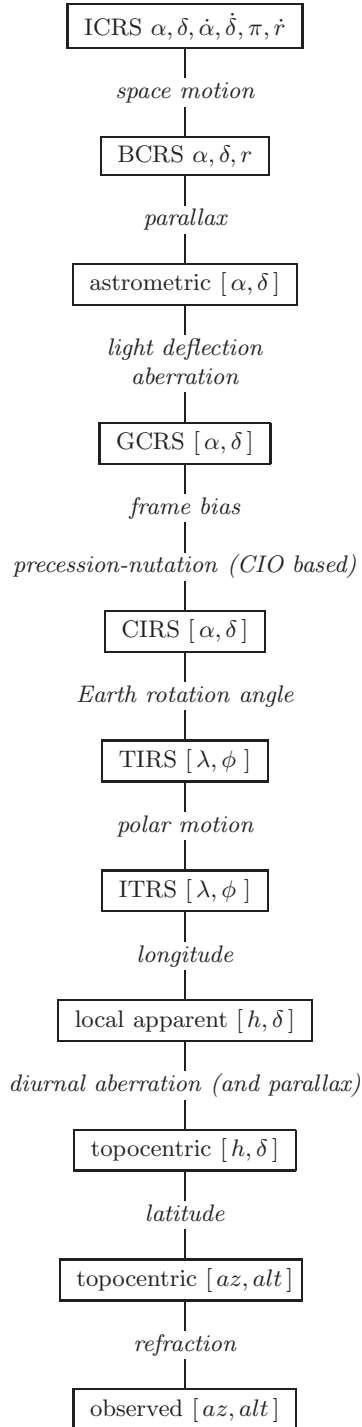 ICRS α, δ, α̇, δ̇, π, ṙ
space motion
BCRS α, δ, r
parallax
astrometric [ α, δ ]
light deflection
aberration
GCRS [ α, δ ]
frame bias
precession-nutation (CIO based)
CIRS [ α, δ ]
Earth rotation angle
TIRS [ λ, ϕ ]
polar motion
ITRS [ λ, ϕ ]
longitude
local apparent [ h, δ ]
diurnal aberration (and parallax)
topocentric [ h, δ ]
latitude
topocentric [ az, alt ]
refraction
observed [ az, alt ]